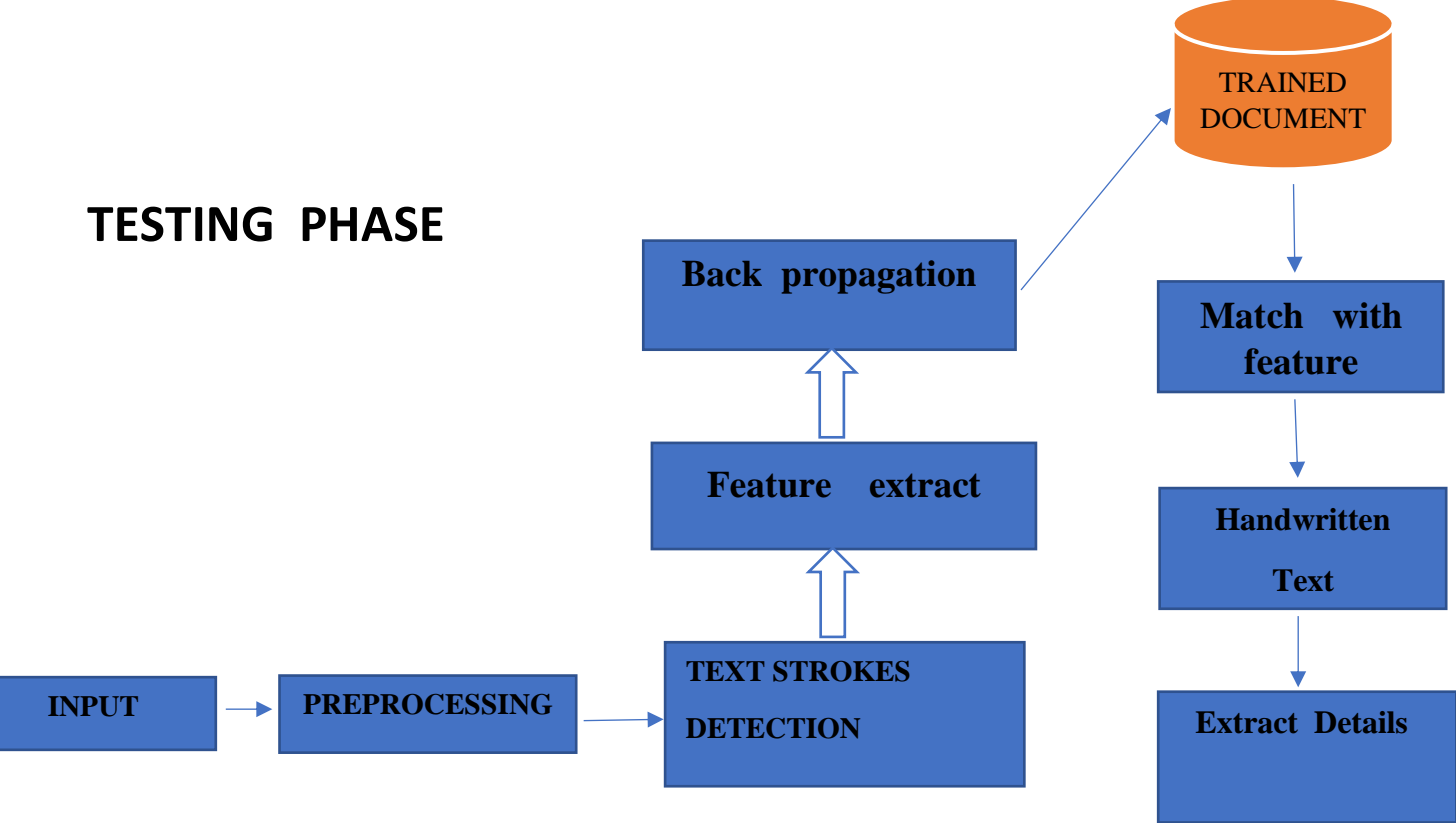 TRAINED
DOCUMENT
TESTING PHASE
Back propagation
Match with
feature
Feature extract
Handwritten
Text
TEXT STROKES
DETECTION
INPUT
PREPROCESSING
Extract Details